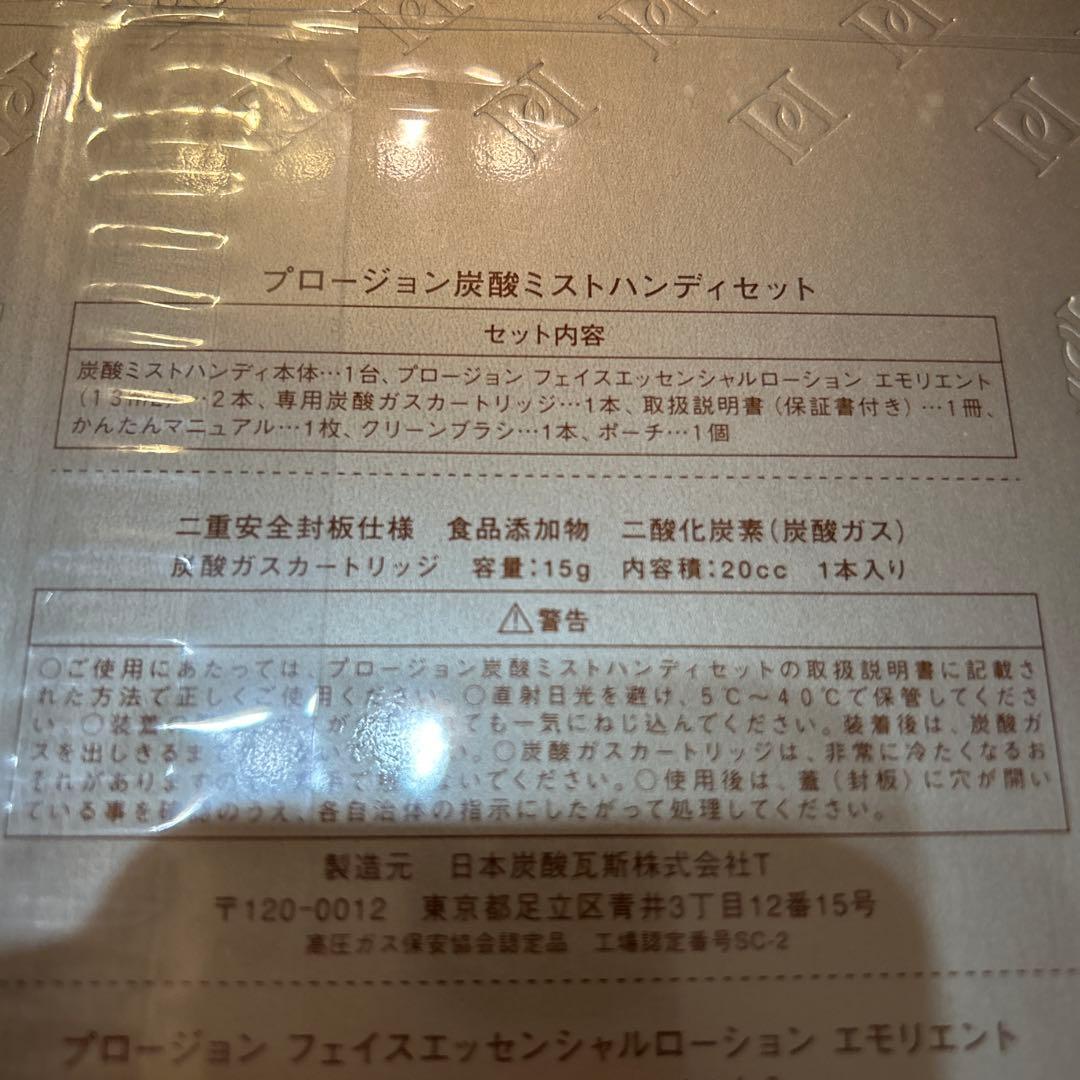 プロージョン炭酸ミストハンディセット
セット内容
炭酸ミストハンディ本体…1台、プロージョン フェイスエッセンシャルローション エモリエント
(13mL)…2本、専用炭酸ガスカートリッジ…1本、取扱説明書(保証書付き)…1冊、
かんたんマニュアル…1枚、クリーンブラシ…1本、ポーチ…1個
二重安全封板仕様 食品添加物 二酸化炭素(炭酸ガス)
炭酸ガスカートリッジ 容量:15g 内容積:20cc 1本入り
⚠警告
○ご使用にあたっては、プロージョン炭酸ミストハンディセットの取扱説明書に記載さ
れた方法で正しくご使用ください。○直射日光を避け、5℃〜40℃で保管してくださ
い。○装着 ても一気にねじ込んでください。装着後は、炭酸ガ
スを出しきるま い。○炭酸ガスカートリッジは、非常に冷たくなるお
それがありますの 手で ないでください。○使用後は、蓋(封板)に穴が開い
ている事を のうえ、各自治体の指示にしたがって処理してください。
製造元 日本炭酸瓦斯株式会社T
〒120-0012 東京都足立区青井3丁目12番15号
高圧ガス保安協会認定品 工場認定番号SC-2
プロージョン フェイスエッセンシャルローション エモリエント